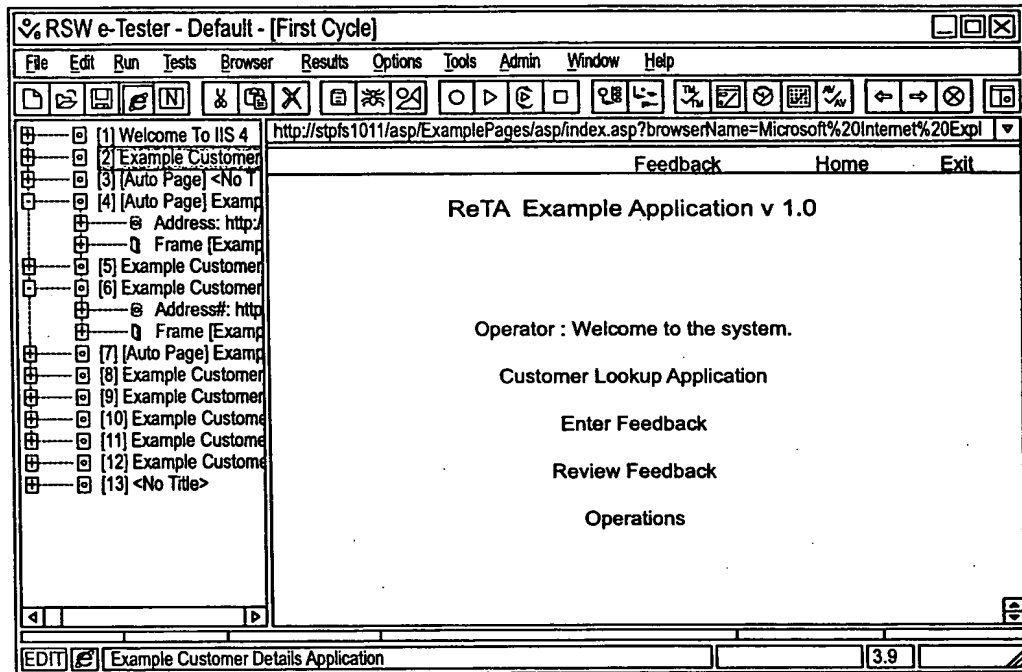 RSW e-Tester - Default - [First Cycle]
File Edit Run Tests Browser Results Options Tools Admin Window Help
[1] Welcome To IIS 4
[2] Example Customer
[3] [Auto Page] <No T
[4] [Auto Page] Examp
Address: http:/
Frame [Examp
[5] Example Customer
[6] Example Customer
Address#: http
Frame [Examp
[7] [Auto Page] Examp
[8] Example Customer
[9] Example Customer
[10] Example Custome
[11] Example Custome
[12] Example Custome
[13] <No Title>
http://stpfs1011/asp/ExamplePages/asp/index.asp?browserName=Microsoft%20Internet%20Expl
Feedback Home Exit
ReTA Example Application v 1.0
Operator : Welcome to the system.
Customer Lookup Application
Enter Feedback
Review Feedback
Operations
EDIT Example Customer Details Application 3.9